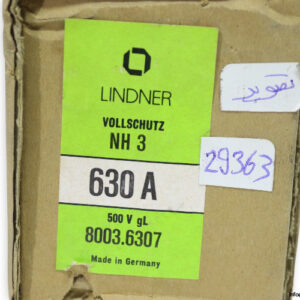 LINDNER
VOLLSCHUTZ
NH 3
630 A
500 V gL
8003.6307
Made in Germany
29363